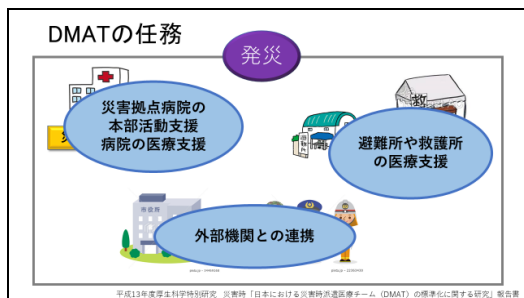 DMATの任務
発災
災害拠点病院の
本部活動支援
病院の医療支援
救
避難所や救護所
の医療支援
市役所
外部機関との連携
平成13年度厚生科学特別研究 災害時「日本における災害時派遣医療チーム(DMAT)の標準化に関する研究」報告書